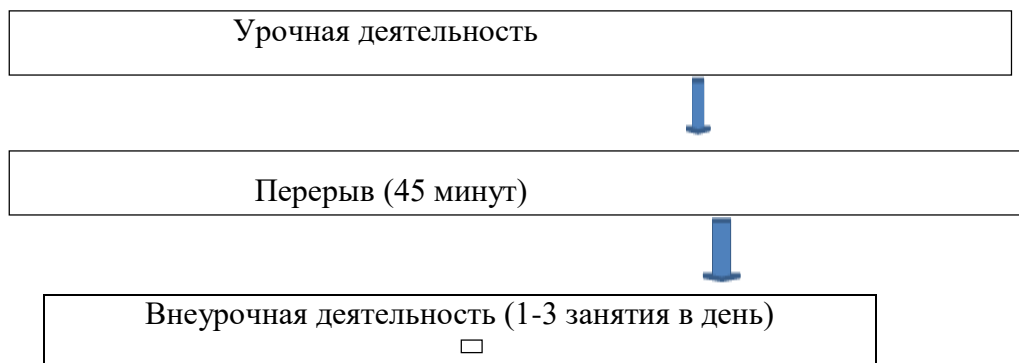 Урочная деятельность
Перерыв (45 минут)
Внеурочная деятельность (1-3 занятия в день)